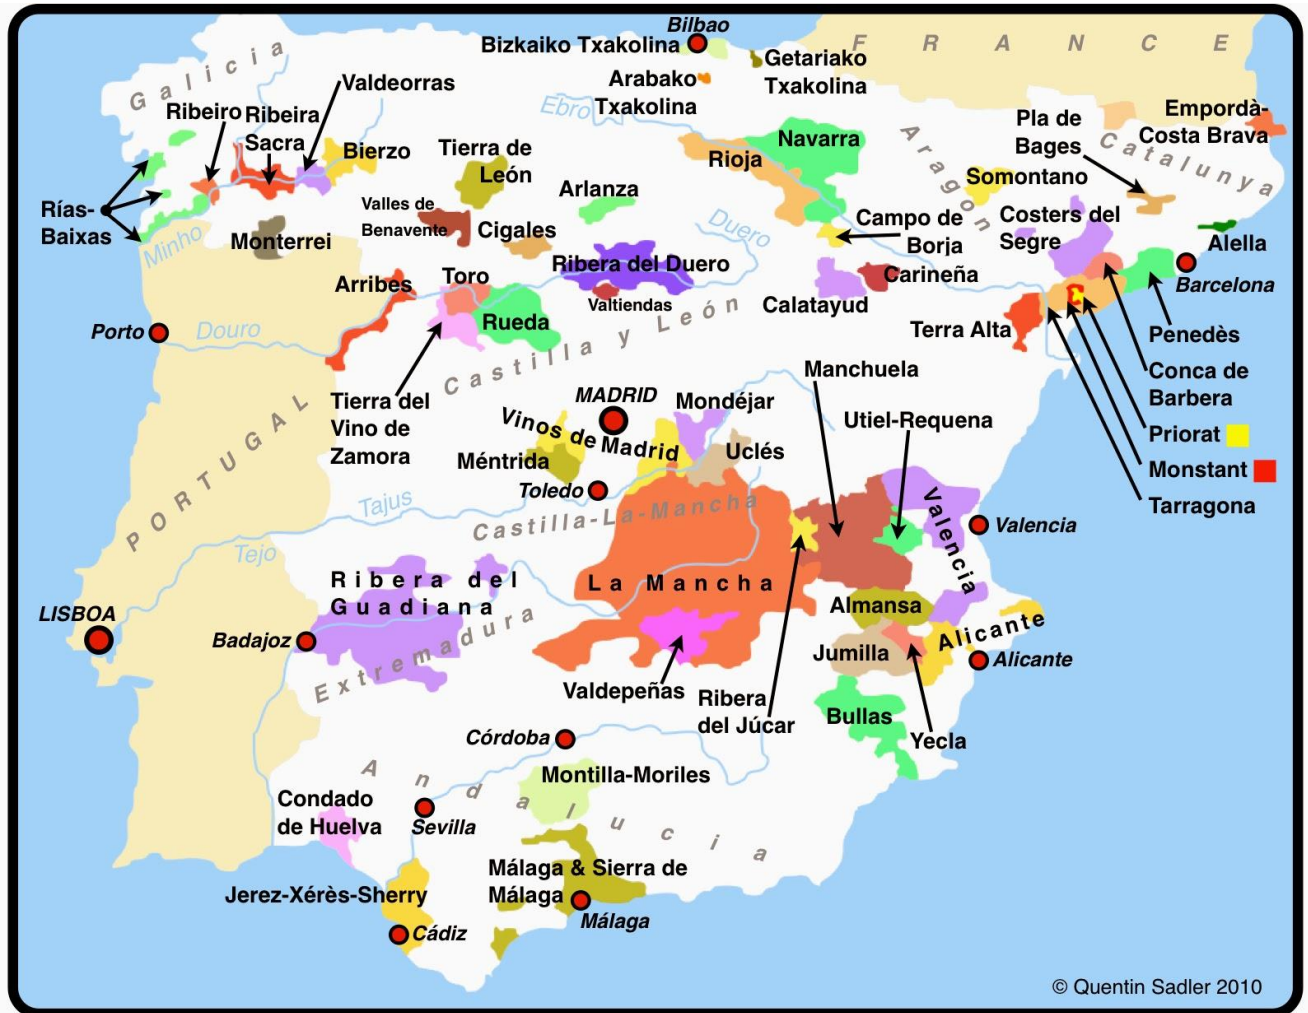 Bilbao
Bizkaiko Txakolina
F R A N C E
Getariako
Txakolina
Arabako
Txakolina
Galicia
Valdeorras
Ribeiro
Ribeira
Sacra
Bierzo
Ebro
Tierra de
León
Navarra
Rioja
Aragon
Pla de
Bages
Empordà-
Costa Brava
Catalunya
Somontano
Arlanza
Rías-
Baixas
Valles de
Benavente
Cigales
Duero
Campo de
Borja
Costers del
Segre
Alella
Minho
Monterrei
Ribera del Duero
Arribes
Toro
Carineña
Calatayud
Barcelona
Valtiendas
Rueda
Castilla y León
Terra Alta
Porto
Douro
Penedès
Conca de
Barbera
Priorat
Monstant
Tarragona
Tierra del
Vino de
Zamora
Manchuela
MADRID
Mondéjar
Utiel-Requena
PORTUGAL
Vinos de Madrid
Méntrida
Uclés
Toledo
Tajus
Castilla-La-Mancha
Valencia
Valencia
Tejo
Ribera del
Guadiana
La Mancha
Almansa
LISBOA
Badajoz
Extremadura
Alicante
Jumilla
Alicante
Valdepeñas
Ribera
del Júcar
Bullas
Yecla
Córdoba
Andalucia
Montilla-Moriles
Condado
de Huelva
Sevilla
Málaga & Sierra de
Málaga
Jerez-Xérès-Sherry
Málaga
Cádiz
© Quentin Sadler 2010